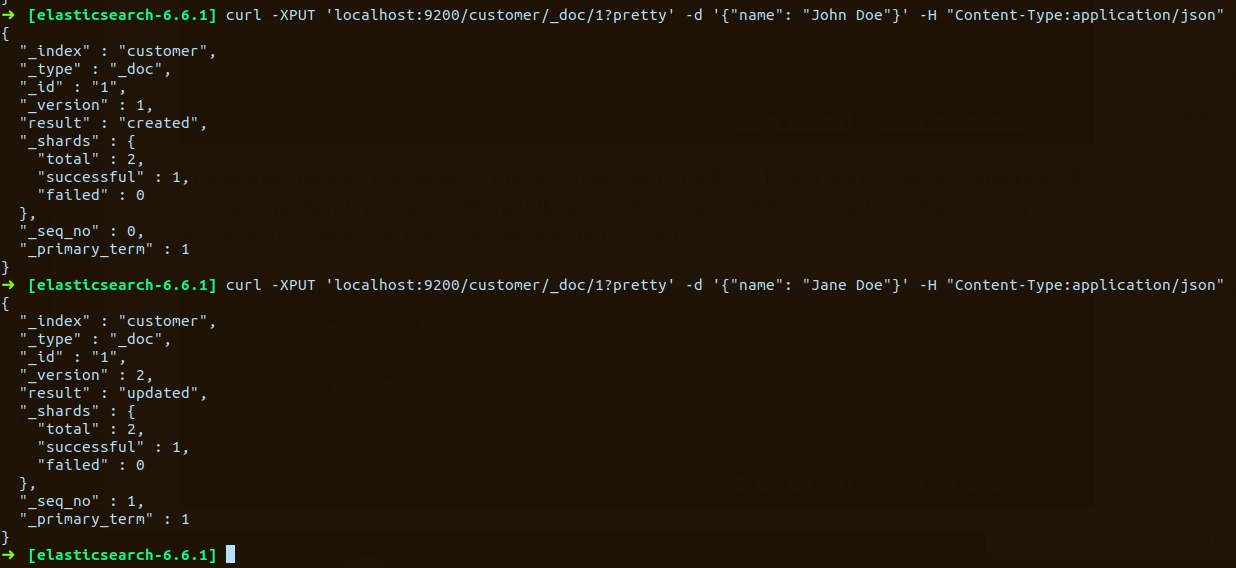 }
➜ [elasticsearch-6.6.1] curl -XPUT 'localhost:9200/customer/_doc/1?pretty' -d '{"name": "John Doe"}' -H "Content-Type:application/json"
{
  "_index" : "customer",
  "_type" : "_doc",
  "_id" : "1",
  "_version" : 1,
  "result" : "created",
  "_shards" : {
    "total" : 2,
    "successful" : 1,
    "failed" : 0
  },
  "_seq_no" : 0,
  "_primary_term" : 1
}
➜ [elasticsearch-6.6.1] curl -XPUT 'localhost:9200/customer/_doc/1?pretty' -d '{"name": "Jane Doe"}' -H "Content-Type:application/json"
{
  "_index" : "customer",
  "_type" : "_doc",
  "_id" : "1",
  "_version" : 2,
  "result" : "updated",
  "_shards" : {
    "total" : 2,
    "successful" : 1,
    "failed" : 0
  },
  "_seq_no" : 1,
  "_primary_term" : 1
}
➜ [elasticsearch-6.6.1]